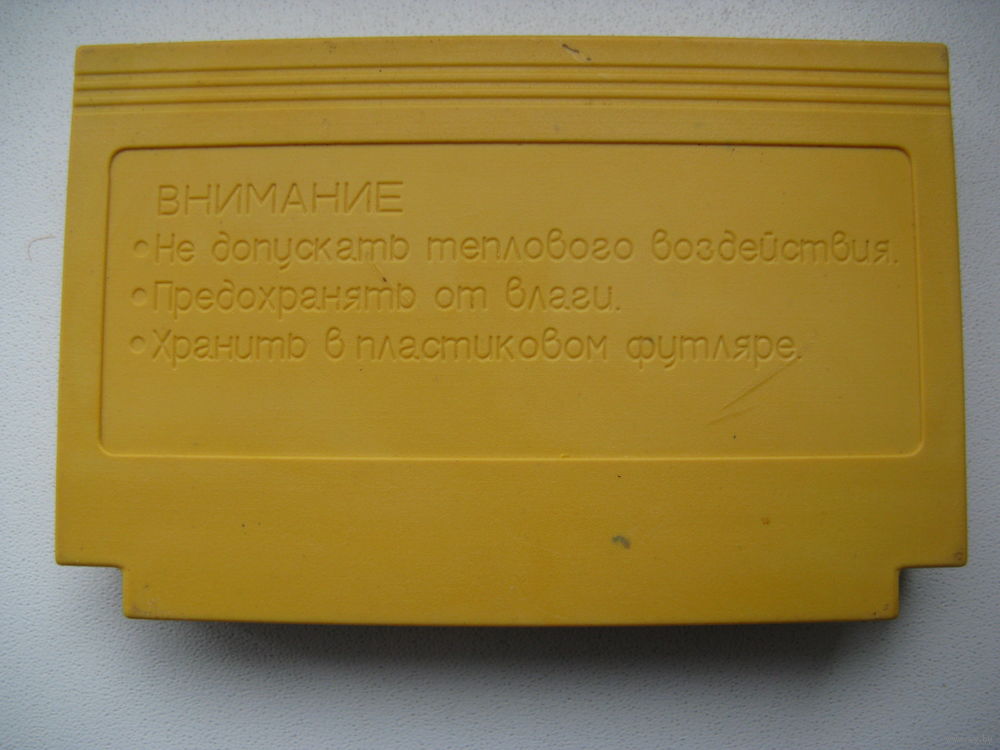 ВНИМАНИЕ
•Не допускать теплового воздействия.
•Предохранять от влаги.
•Хранить в пластиковом футляре.